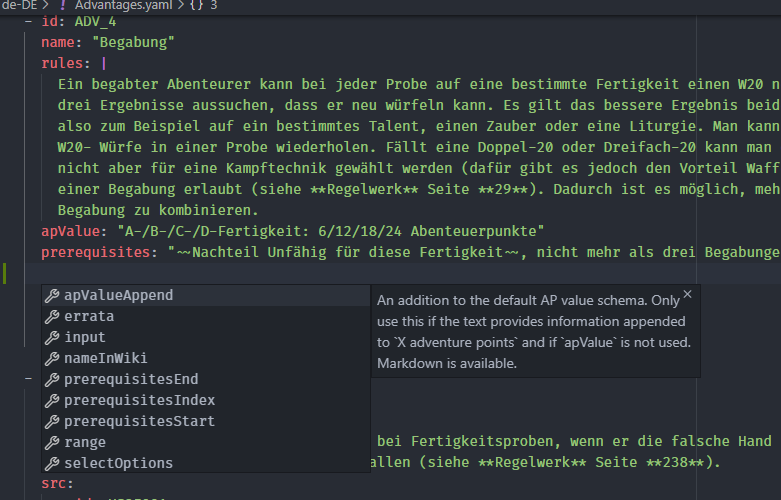 de-DE > ! Advantages.yaml > {} 3
- id: ADV_4
name: "Begabung"
rules: |
Ein begabter Abenteurer kann bei jeder Probe auf eine bestimmte Fertigkeit einen W20 n
drei Ergebnisse aussuchen, dass er neu würfeln kann. Es gilt das bessere Ergebnis beid
also zum Beispiel auf ein bestimmtes Talent, einen Zauber oder eine Liturgie. Man kann
W20- Würfe in einer Probe wiederholen. Fällt eine Doppel-20 oder Dreifach-20 kann man
nicht aber für eine Kampftechnik gewählt werden (dafür gibt es jedoch den Vorteil Waff
einer Begabung erlaubt (siehe **Regelwerk** Seite **29**). Dadurch ist es möglich, meh
Begabung zu kombinieren.
apValue: "A-/B-/C-/D-Fertigkeit: 6/12/18/24 Abenteuerpunkte"
prerequisites: "~~Nachteil Unfähig für diese Fertigkeit~~, nicht mehr als drei Begabunge
apValueAppend
errata
input
nameInWiki
prerequisitesEnd
prerequisitesIndex
prerequisitesStart
range
selectOptions
An addition to the default AP value schema. Only
use this if the text provides information appended
to `X adventure points` and if `apValue` is not used.
Markdown is available.
-
bei Fertigkeitsproben, wenn er die falsche Hand
allen (siehe **Regelwerk** Seite **238**).
src: